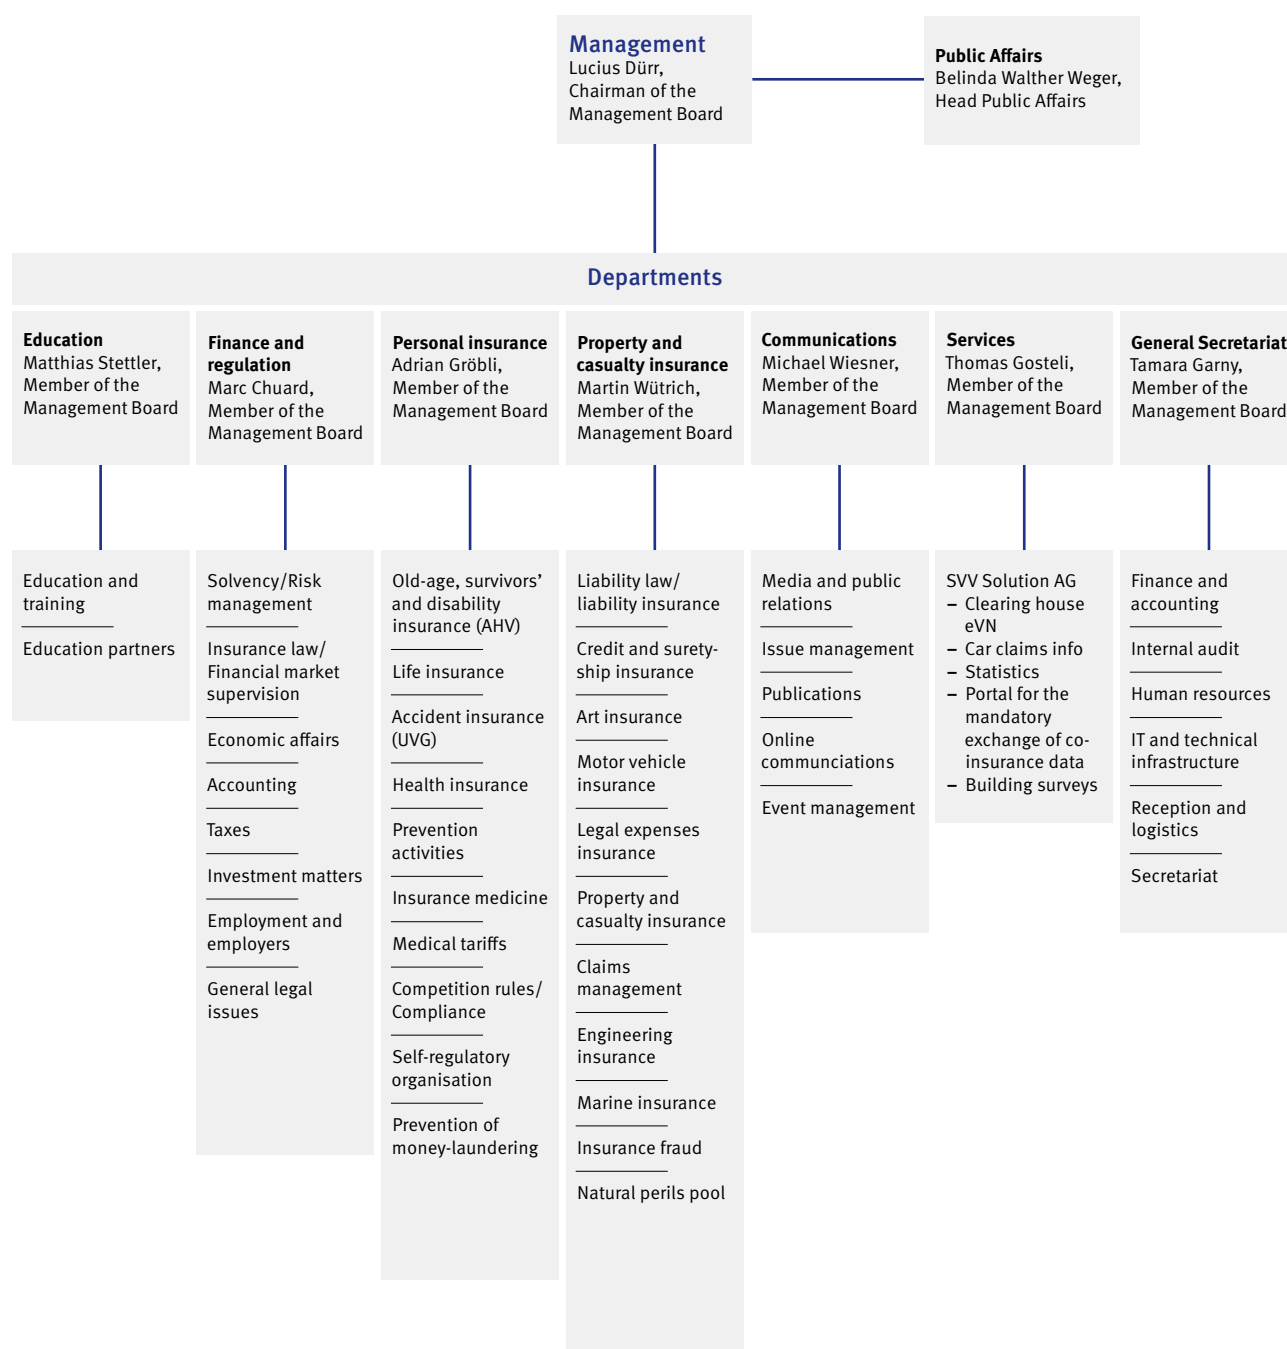 Management
Lucius Dürr,
Chairman of the
Management Board
Public Affairs
Belinda Walther Weger,
Head Public Affairs
Departments
Education
Matthias Stettler,
Member of the
Management Board
Finance and
regulation
Marc Chuard,
Member of the
Management Board
Personal insurance
Adrian Gröbli,
Member of the
Management Board
Property and
casualty insurance
Martin Wütrich,
Member of the
Management Board
Communications
Michael Wiesner,
Member of the
Management Board
Services
Thomas Gosteli,
Member of the
Management Board
General Secretariat
Tamara Garny,
Member of the
Management Board
Education and
training
Education partners
Solvency/Risk
management
Insurance law/
Financial market
supervision
Economic affairs
Accounting
Taxes
Investment matters
Employment and
employers
General legal
issues
Old-age, survivors’
and disability
insurance (AHV)
Life insurance
Accident insurance
(UVG)
Health insurance
Prevention
activities
Insurance medicine
Medical tariffs
Competition rules/
Compliance
Self-regulatory
organisation
Prevention of
money-laundering
Liability law/
liability insurance
Credit and surety-
ship insurance
Art insurance
Motor vehicle
insurance
Legal expenses
insurance
Property and
casualty insurance
Claims
management
Engineering
insurance
Marine insurance
Insurance fraud
Natural perils pool
Media and public
relations
Issue management
Publications
Online
communciations
Event management
SVV Solution AG
– Clearing house
eVN
– Car claims info
– Statistics
– Portal for the
mandatory
exchange of co-
insurance data
– Building surveys
Finance and
accounting
Internal audit
Human resources
IT and technical
infrastructure
Reception and
logistics
Secretariat